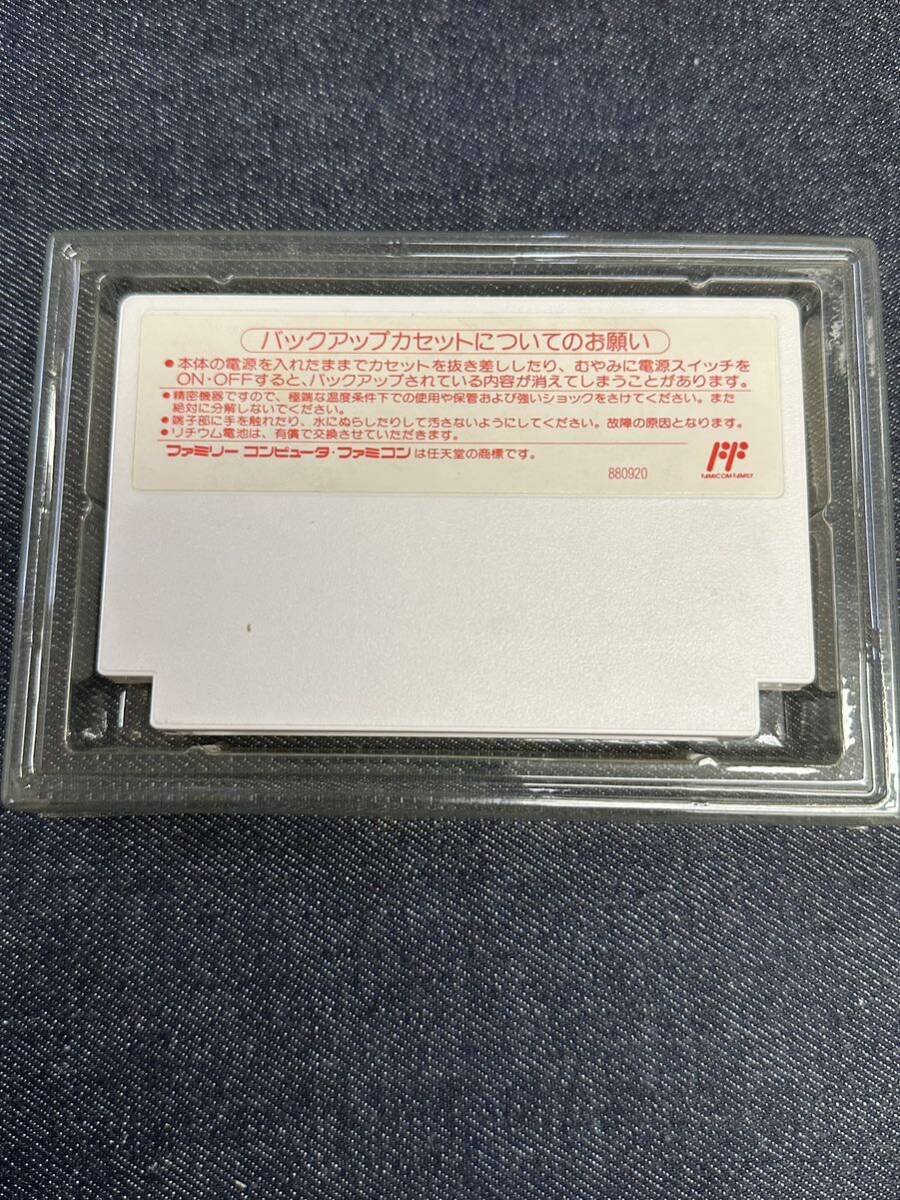 バックアップカセットについてのお願い
●本体の電源を入れたままでカセットを抜き差ししたり、むやみに電源スイッチを
ON・OFFすると、バックアップされている内容が消えてしまうことがあります。
●精密機器ですので、極端な温度条件下での使用や保管および強いショックをさけてください。また
絶対に分解しないでください。
●端子部に手を触れたり、水にぬらしたりして汚さないようにしてください。故障の原因となります。
●リチウム電池は、有償で交換させていただきます。
ファミリー コンピュータ・ファミコン は任天堂の商標です。
880920
FAMICOM FAMILY